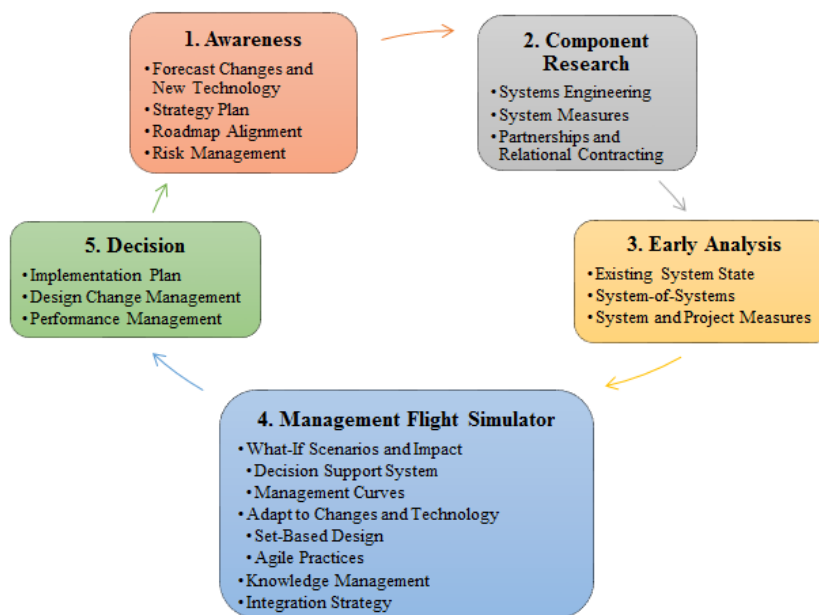 1. Awareness
•Forecast Changes and
New Technology
•Strategy Plan
•Roadmap Alignment
•Risk Management
2. Component
Research
•Systems Engineering
•System Measures
•Partnerships and
Relational Contracting
3. Early Analysis
•Existing System State
•System-of-Systems
•System and Project Measures
4. Management Flight Simulator
•What-If Scenarios and Impact
•Decision Support System
•Management Curves
•Adapt to Changes and Technology
•Set-Based Design
•Agile Practices
•Knowledge Management
•Integration Strategy
5. Decision
•Implementation Plan
•Design Change Management
•Performance Management